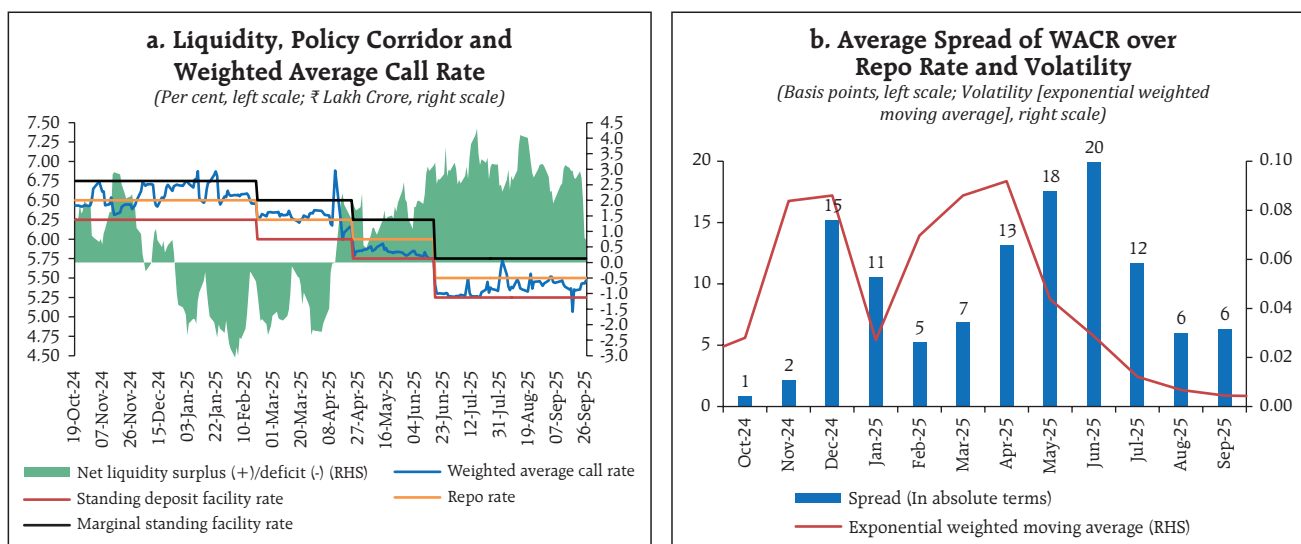 a. Liquidity, Policy Corridor and
Weighted Average Call Rate
(Per cent, left scale; ₹ Lakh Crore, right scale)
7.50
7.25
7.00
6.75
6.50
6.25
6.00
5.75
5.50
5.25
5.00
4.75
4.50
4.5
4.0
3.5
3.0
2.5
2.0
1.5
1.0
0.5
0.0
-0.5
-1.0
-1.5
-2.0
-2.5
-3.0
19-Oct-24
07-Nov-24
26-Nov-24
15-Dec-24
03-Jan-25
22-Jan-25
10-Feb-25
01-Mar-25
20-Mar-25
08-Apr-25
27-Apr-25
16-May-25
04-Jun-25
23-Jun-25
12-Jul-25
31-Jul-25
19-Aug-25
07-Sep-25
26-Sep-25
Net liquidity surplus (+)/deficit (-) (RHS)
Weighted average call rate
Standing deposit facility rate
Repo rate
Marginal standing facility rate
b. Average Spread of WACR over
Repo Rate and Volatility
(Basis points, left scale; Volatility [exponential weighted
moving average], right scale)
20
15
10
5
0
1
2
15
11
5
7
13
18
20
12
6
6
0.10
0.08
0.06
0.04
0.02
0.00
Oct-24
Nov-24
Dec-24
Jan-25
Feb-25
Mar-25
Apr-25
May-25
Jun-25
Jul-25
Aug-25
Sep-25
Spread (In absolute terms)
Exponential weighted moving average (RHS)